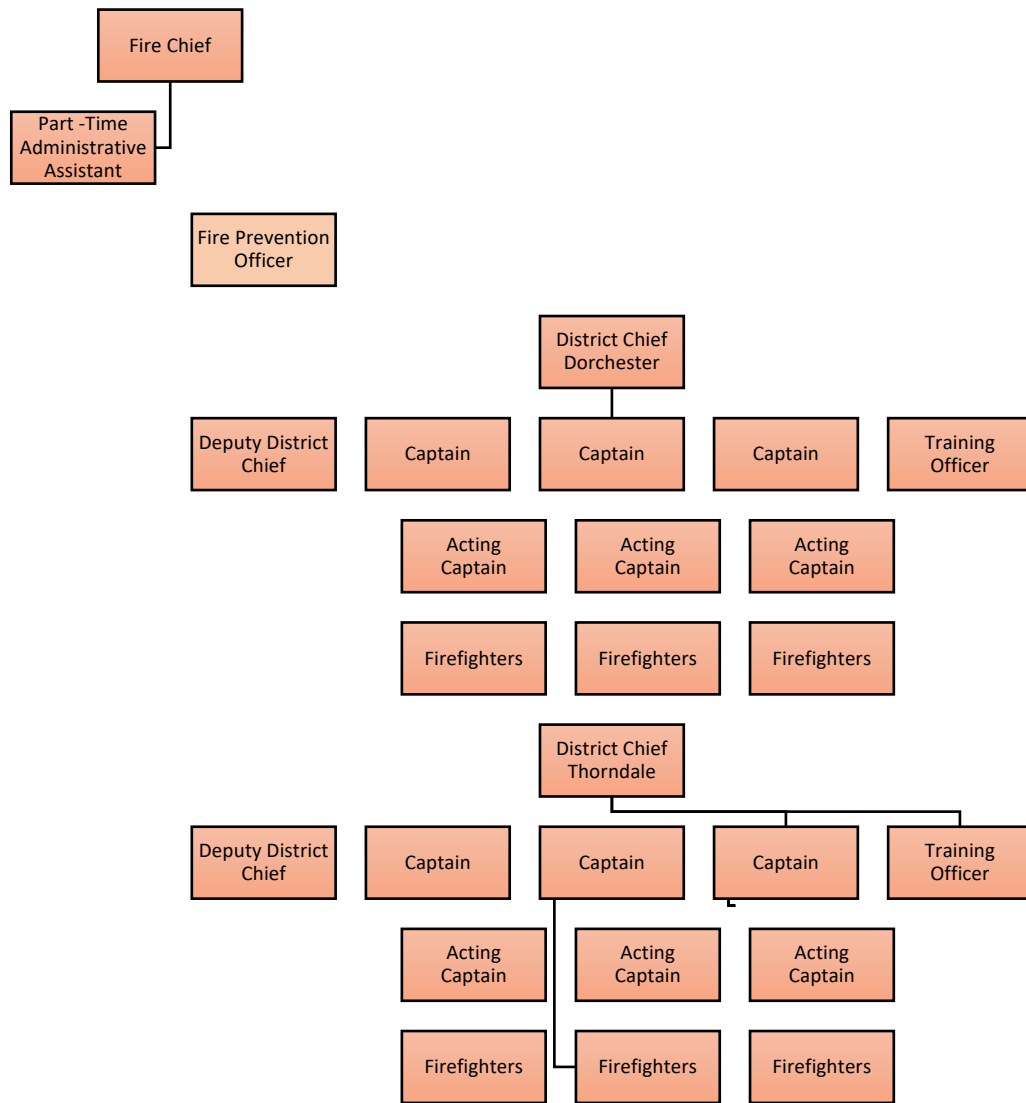 Fire Chief
Part -Time
Administrative
Assistant
Fire Prevention
Officer
District Chief
Dorchester
Deputy District
Chief
Captain
Captain
Captain
Training
Officer
Acting
Captain
Acting
Captain
Acting
Captain
Firefighters
Firefighters
Firefighters
District Chief
Thorndale
Deputy District
Chief
Captain
Captain
Captain
Training
Officer
Acting
Captain
Acting
Captain
Acting
Captain
Firefighters
Firefighters
Firefighters